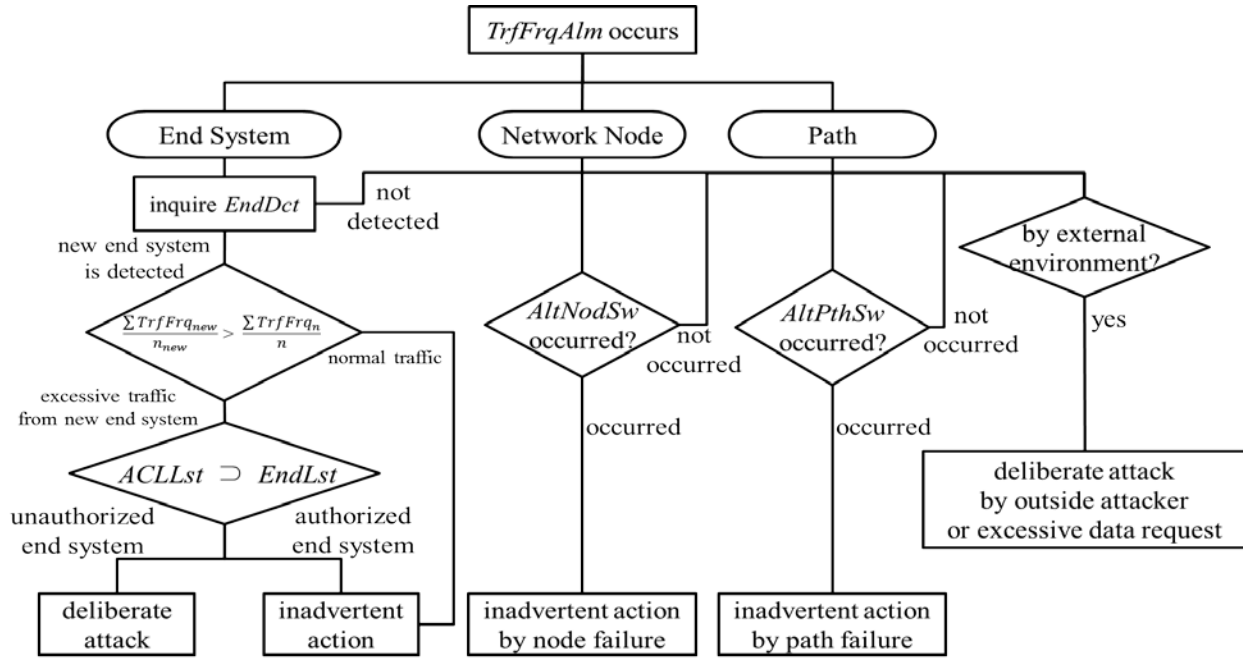 TrfFrqAlm occurs
End System
Network Node
Path
inquire EndDct
not
detected
new end system
is detected
∑TrfFrq_new / n_new > ∑TrfFrq_n / n
normal traffic
excessive traffic
from new end system
ACLLst ⊃ EndLst
unauthorized
end system
authorized
end system
deliberate
attack
inadvertent
action
AltNodSw
occurred?
not
occurred
occurred
inadvertent action
by node failure
AltPthSw
occurred?
not
occurred
occurred
inadvertent action
by path failure
by external
environment?
yes
deliberate attack
by outside attacker
or excessive data request